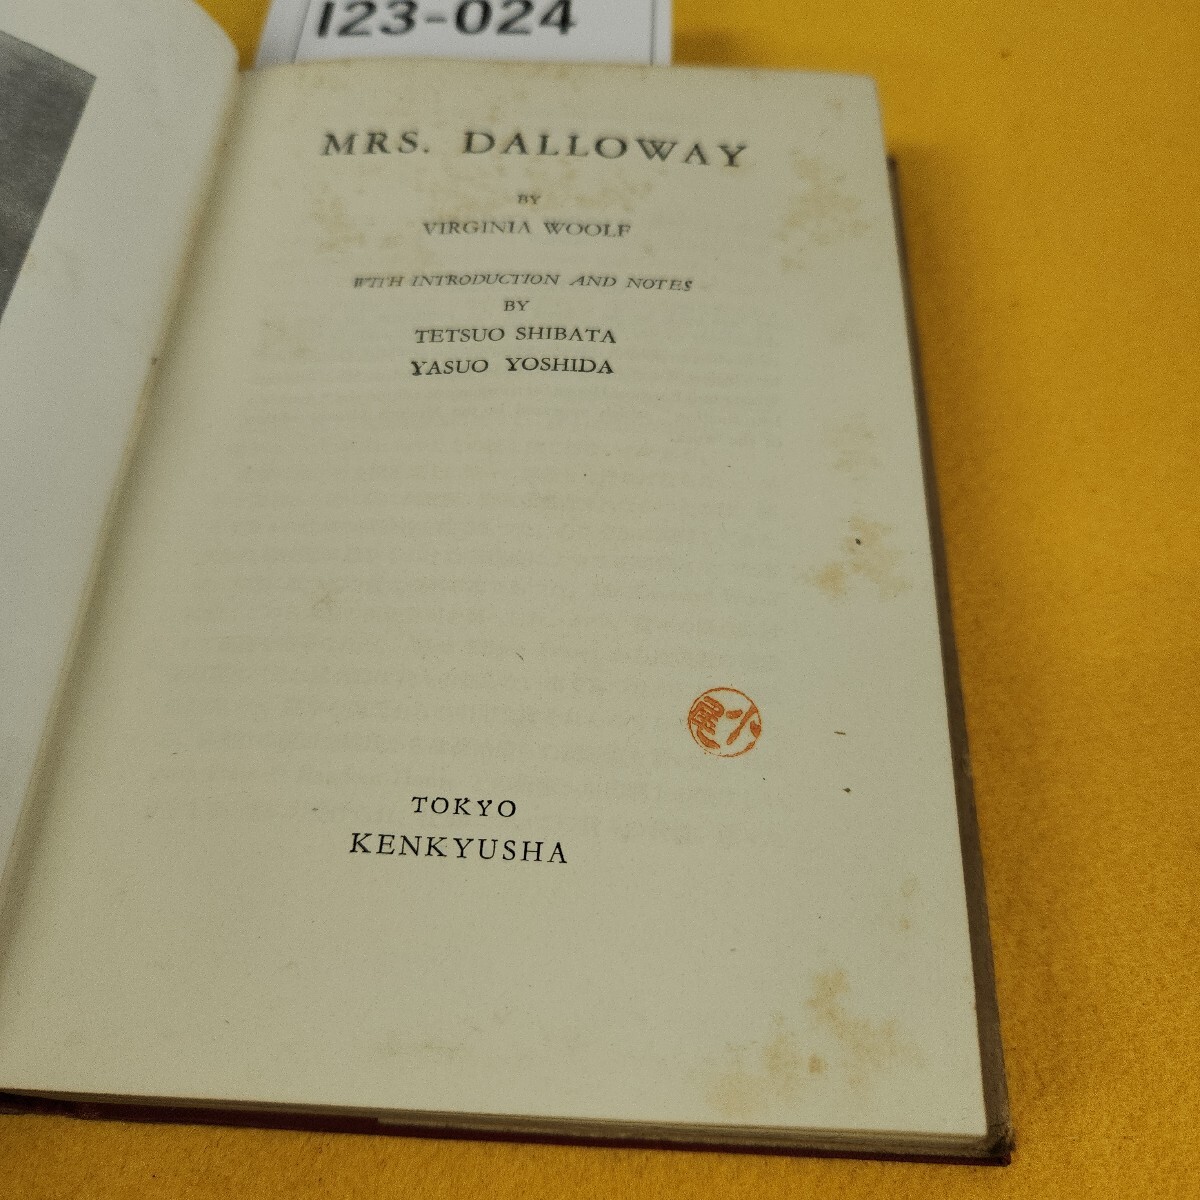 I23-024
MRS. DALLOWAY
BY
VIRGINIA WOOLF
WITH INTRODUCTION AND NOTES
BY
TETSUO SHIBATA
YASUO YOSHIDA
TOKYO
KENKYUSHA